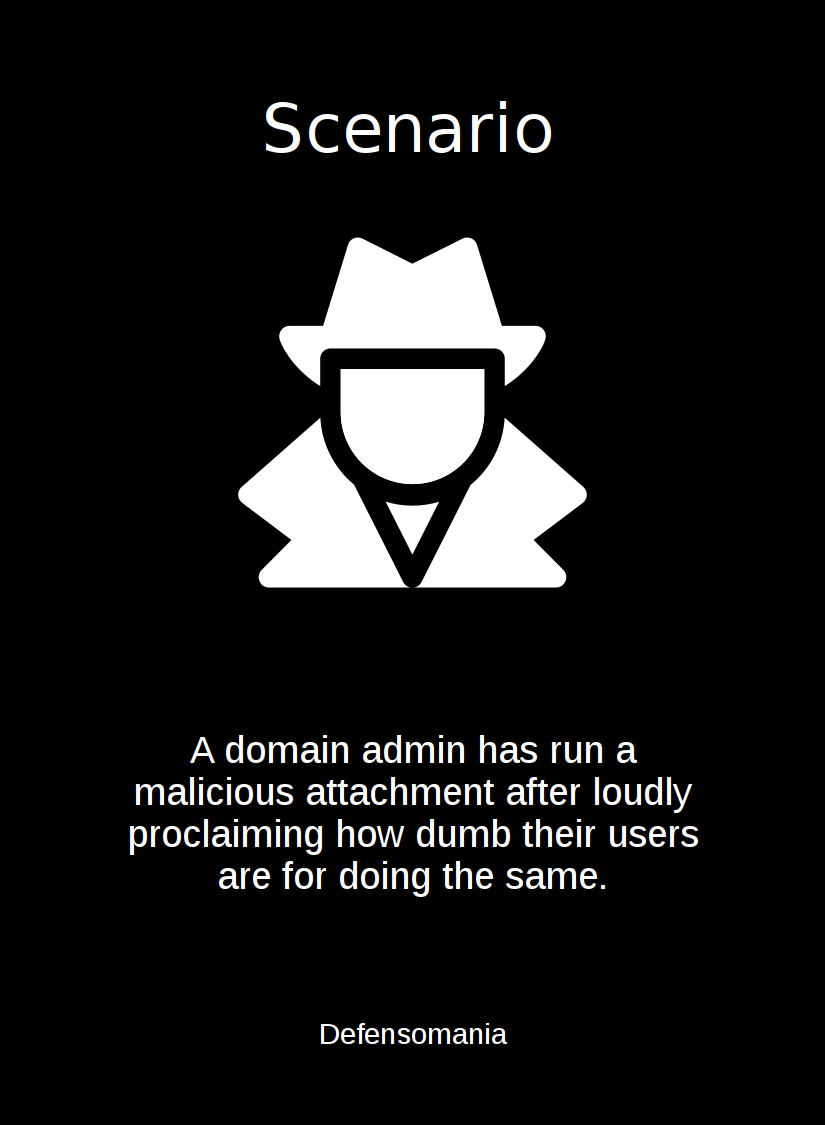 Scenario
A domain admin has run a
malicious attachment after loudly
proclaiming how dumb their users
are for doing the same.
Defensomania